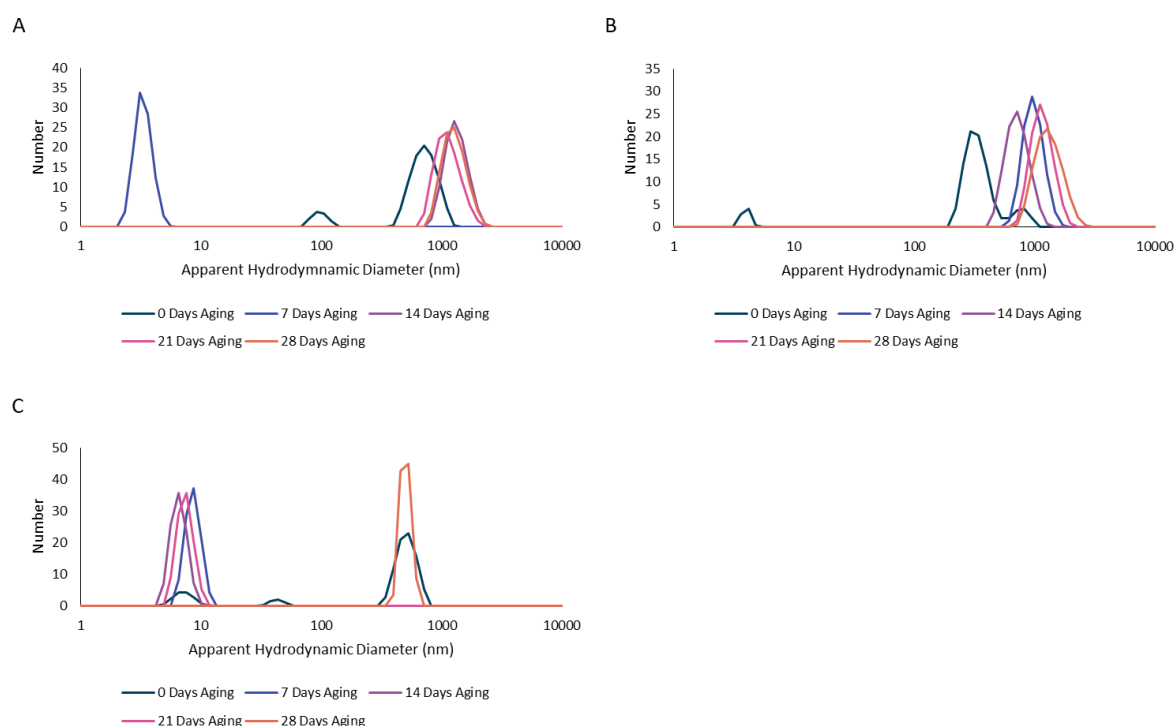 A
40
35
30
25
20
15
10
5
0
Number
1 10 100 1000 10000
Apparent Hydrodymnamic Diameter (nm)
0 Days Aging 7 Days Aging 14 Days Aging
21 Days Aging 28 Days Aging
B
35
30
25
20
15
10
5
0
Number
1 10 100 1000 10000
Apparent Hydrodynamic Diameter (nm)
0 Days Aging 7 Days Aging 14 Days Aging
21 Days Aging 28 Days Aging
C
50
40
30
20
10
0
Number
1 10 100 1000 10000
Apparent Hydrodynamic Diameter (nm)
0 Days Aging 7 Days Aging 14 Days Aging
21 Days Aging 28 Days Aging